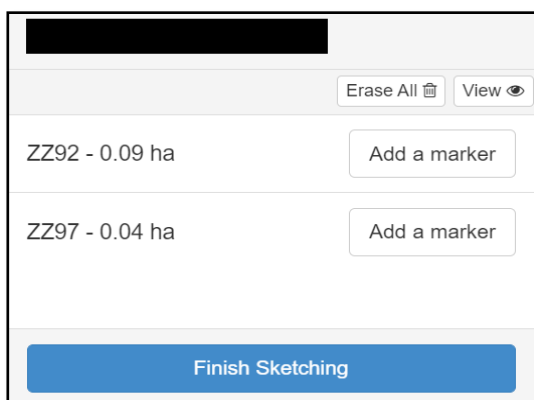 Erase All View
ZZ92 - 0.09 ha Add a marker
ZZ97 - 0.04 ha Add a marker
Finish Sketching